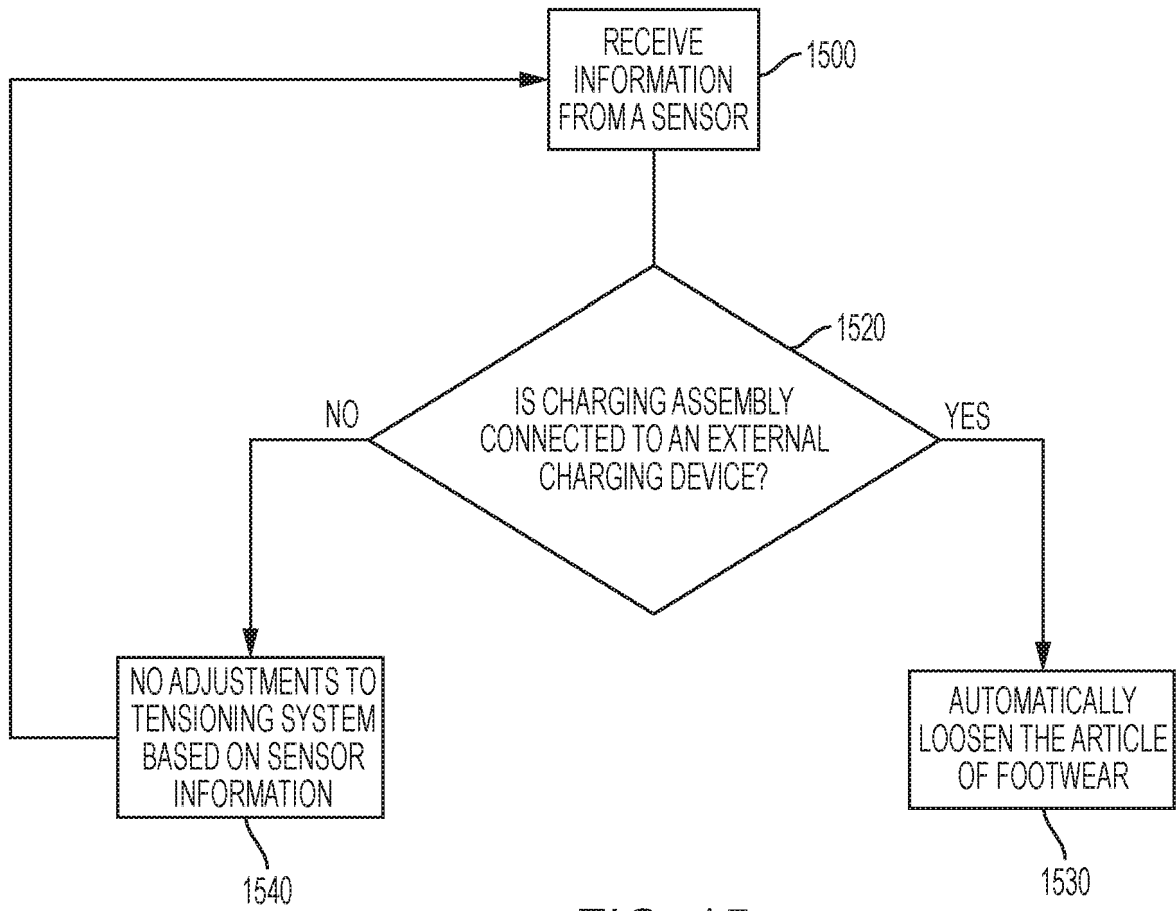 RECEIVE
INFORMATION
FROM A SENSOR
1500
1520
IS CHARGING ASSEMBLY
CONNECTED TO AN EXTERNAL
CHARGING DEVICE?
NO
YES
NO ADJUSTMENTS TO
TENSIONING SYSTEM
BASED ON SENSOR
INFORMATION
AUTOMATICALLY
LOOSEN THE ARTICLE
OF FOOTWEAR
1540
1530